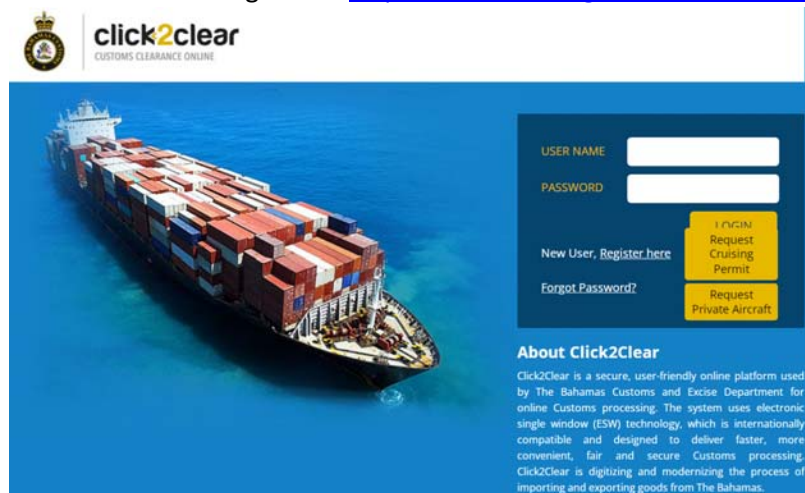 click2clear
CUSTOMS CLEARANCE ONLINE
USER NAME
PASSWORD
LOGIN
New User, Register here
Request
Cruising
Permit
Forgot Password?
Request
Private Aircraft
About Click2Clear
Click2Clear is a secure, user-friendly online platform used
by The Bahamas Customs and Excise Department for
online Customs processing. The system uses electronic
single window (ESW) technology, which is internationally
compatible and designed to deliver faster, more
convenient, fair and secure Customs processing.
Click2Clear is digitizing and modernizing the process of
importing and exporting goods from The Bahamas.